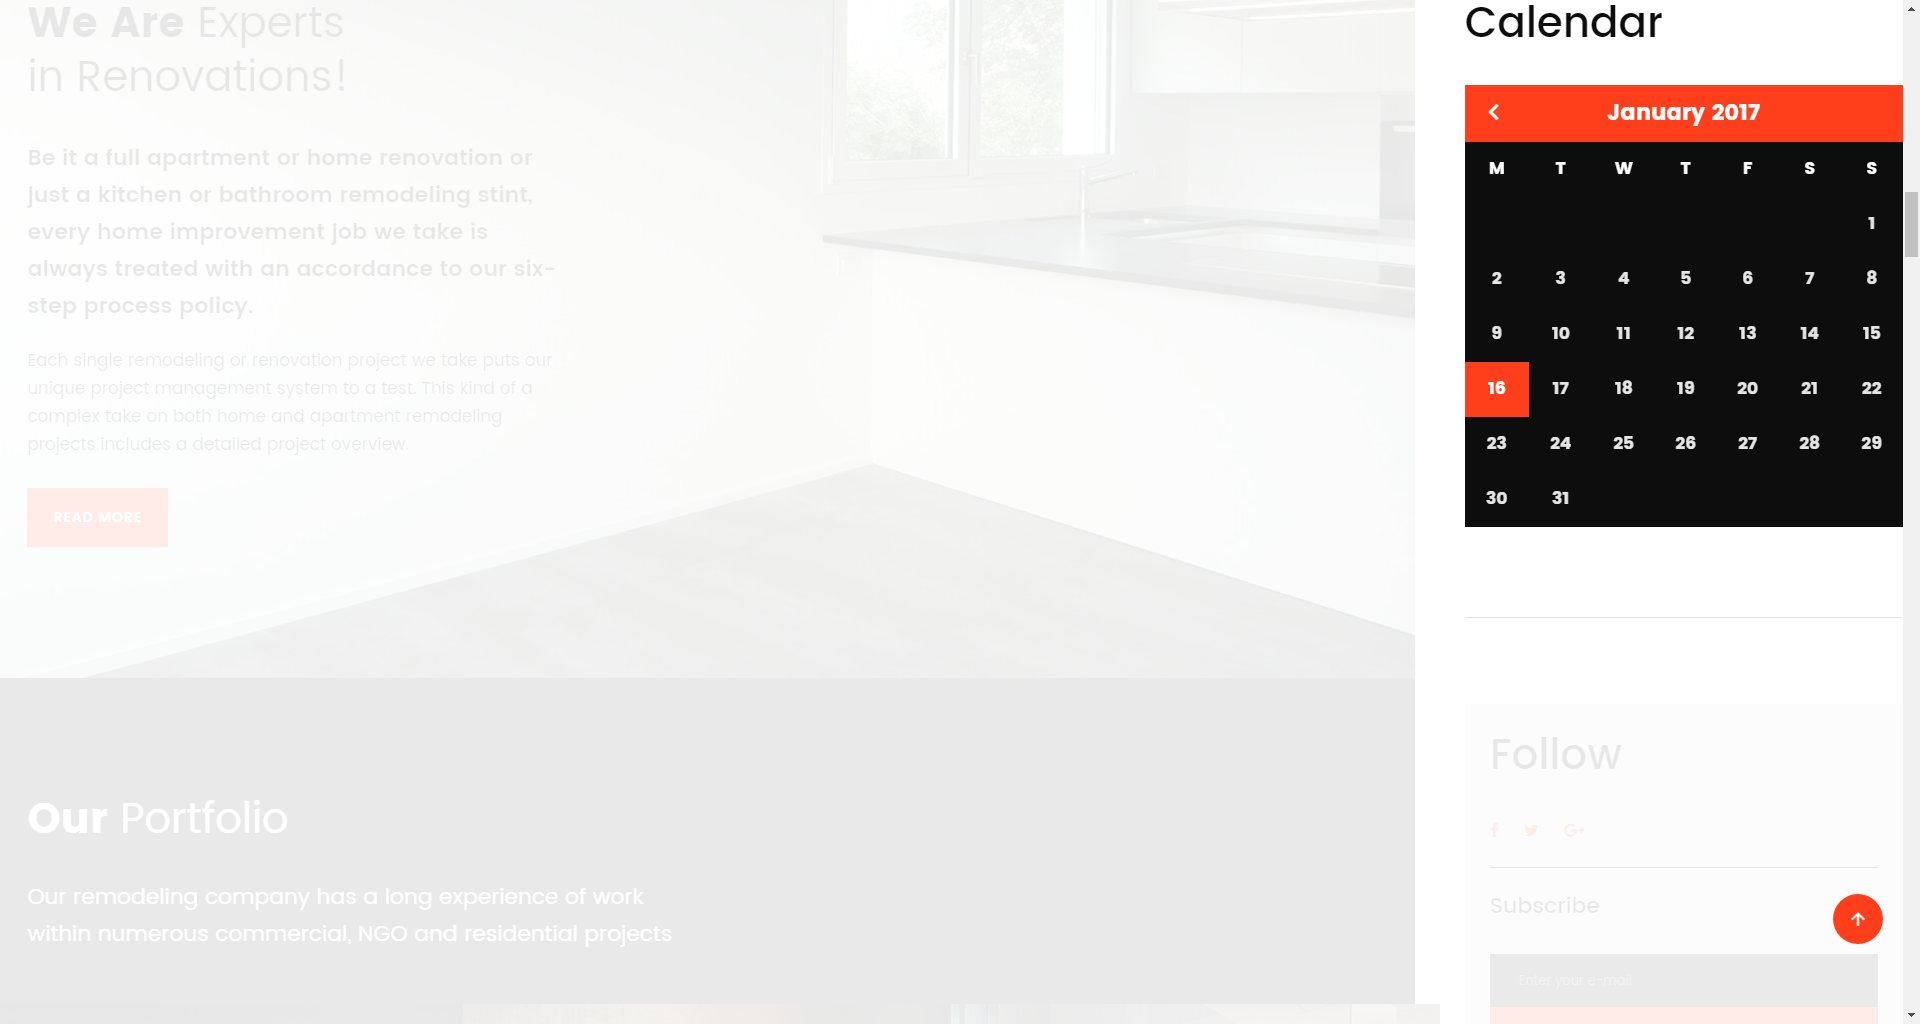 We Are Experts
in Renovations!
Be it a full apartment or home renovation or
just a kitchen or bathroom remodeling stint,
every home improvement job we take is
always treated with an accordance to our six-
step process policy.
Each single remodeling or renovation project we take puts our
unique project management system to a test. This kind of a
complex take on both home and apartment remodeling
projects includes a detailed project overview.
READ MORE
Our Portfolio
Our remodeling company has a long experience of work
within numerous commercial, NGO and residential projects
Calendar
January 2017
M T W T F S S
1
2 3 4 5 6 7 8
9 10 11 12 13 14 15
16 17 18 19 20 21 22
23 24 25 26 27 28 29
30 31
Follow
Subscribe
Enter your e-mail